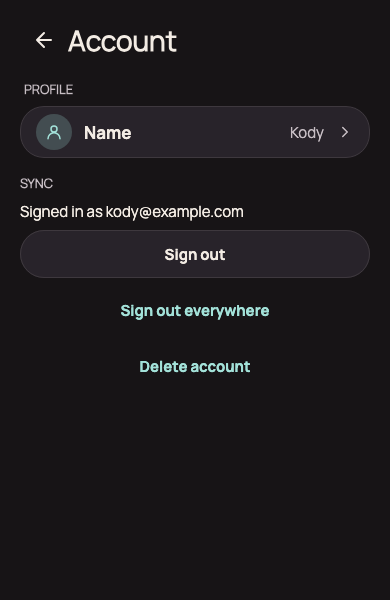 Account
PROFILE
Name Kody
SYNC
Signed in as kody@example.com
Sign out
Sign out everywhere
Delete account